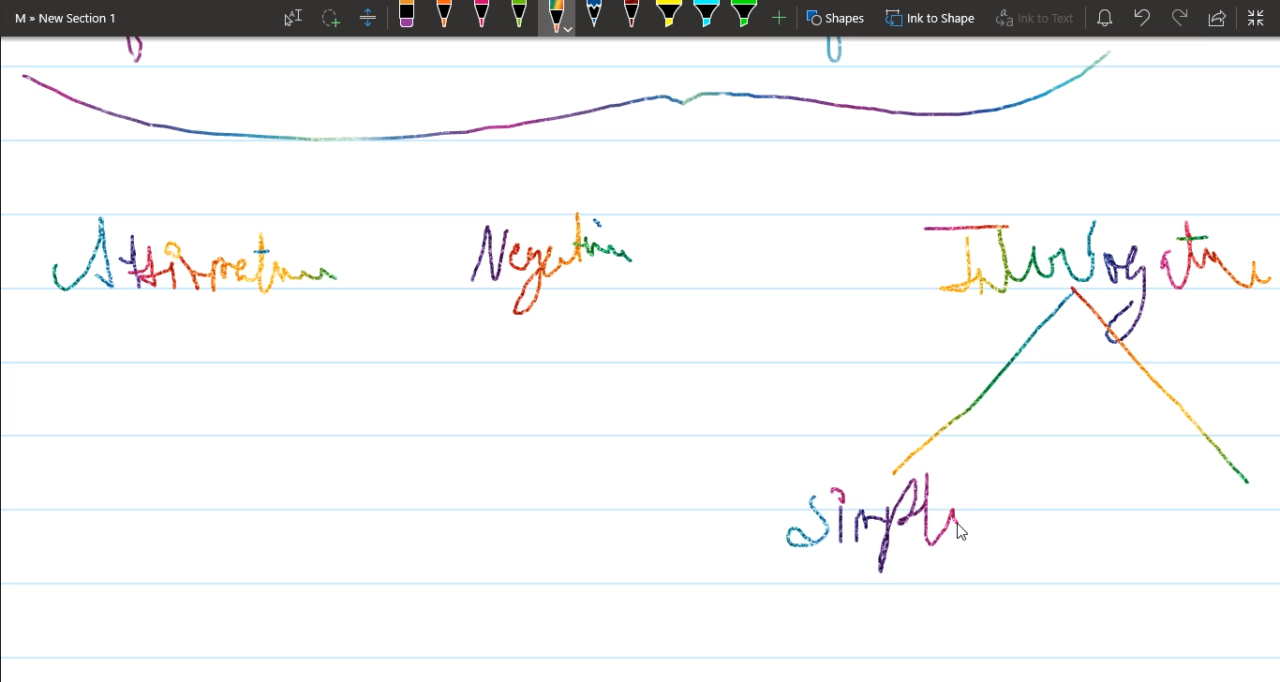 M » New Section 1 Shapes Ink to Shape Ink to Text
Affirmative Negative Interrogative
Simple